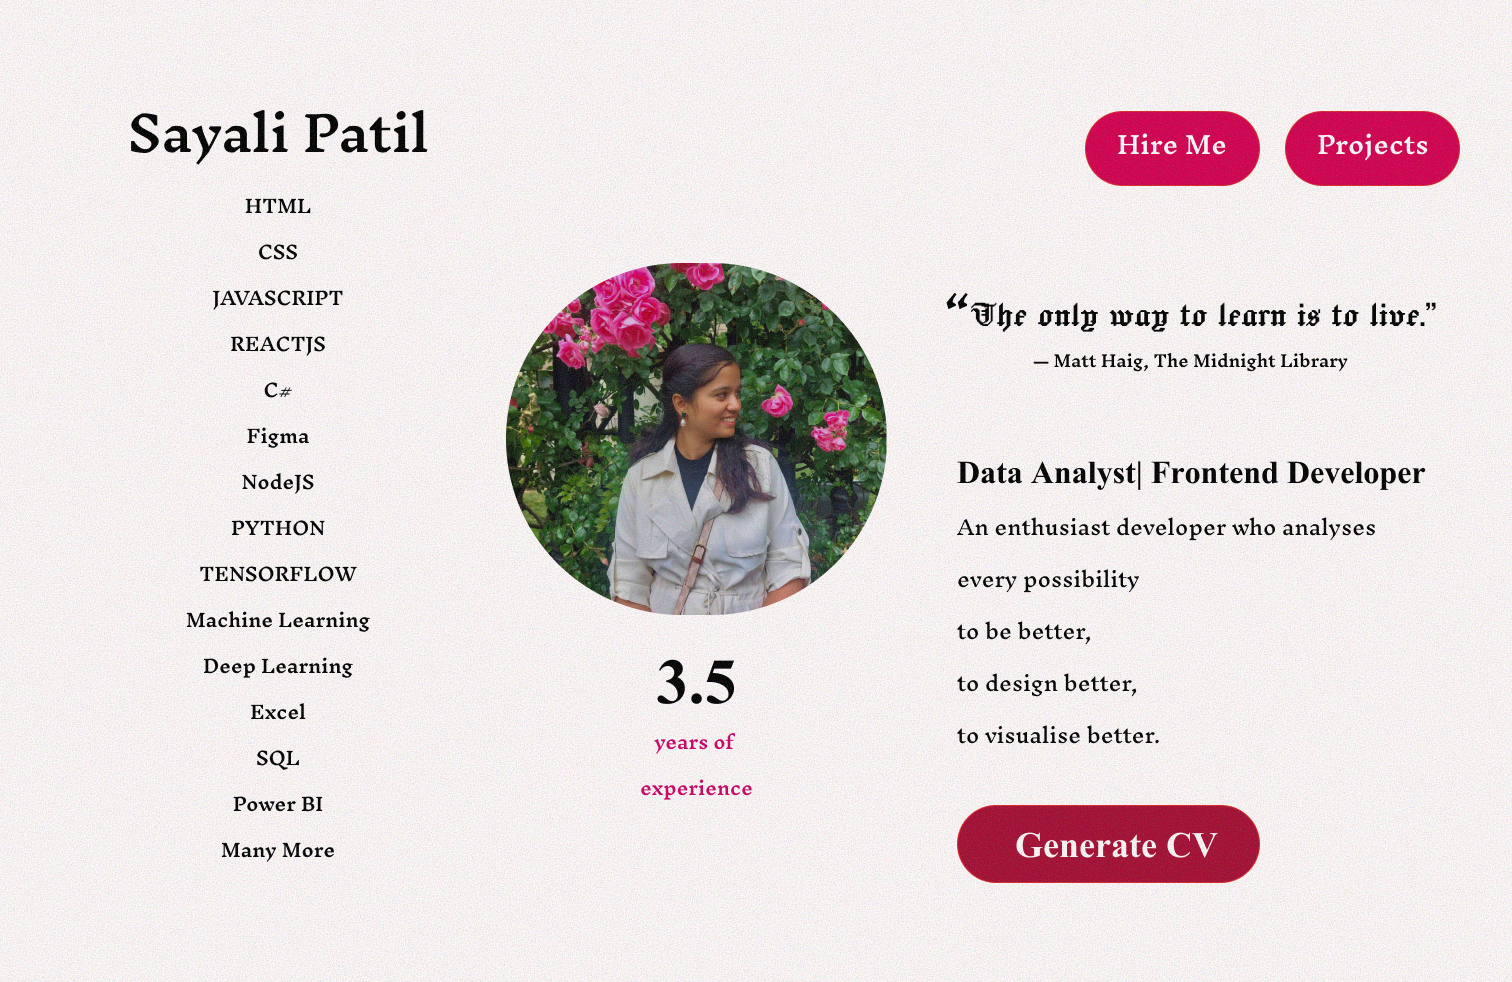 Sayali Patil
Hire Me
Projects
HTML
CSS
JAVASCRIPT
REACTJS
C#
Figma
NodeJS
PYTHON
TENSORFLOW
Machine Learning
Deep Learning
Excel
SQL
Power BI
Many More
3.5
years of
experience
“The only way to learn is to live.”
— Matt Haig, The Midnight Library
Data Analyst| Frontend Developer
An enthusiast developer who analyses
every possibility
to be better,
to design better,
to visualise better.
Generate CV